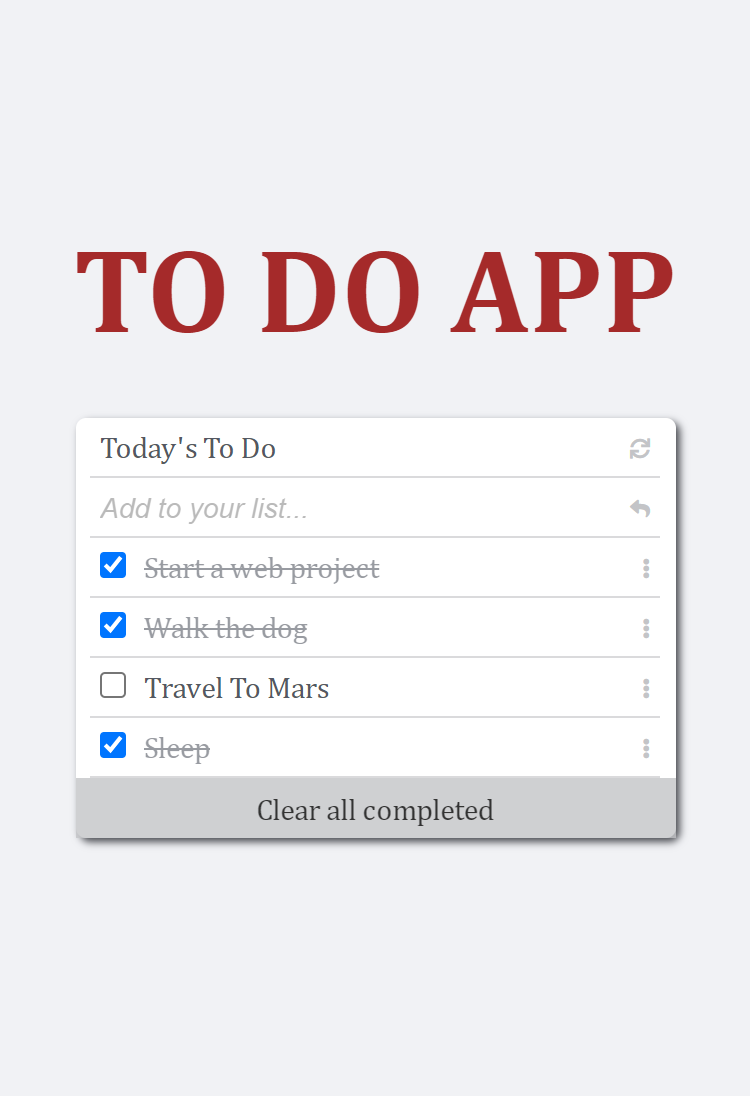 TO DO APP
Today's To Do
Add to your list...
Start a web project
Walk the dog
Travel To Mars
Sleep
Clear all completed